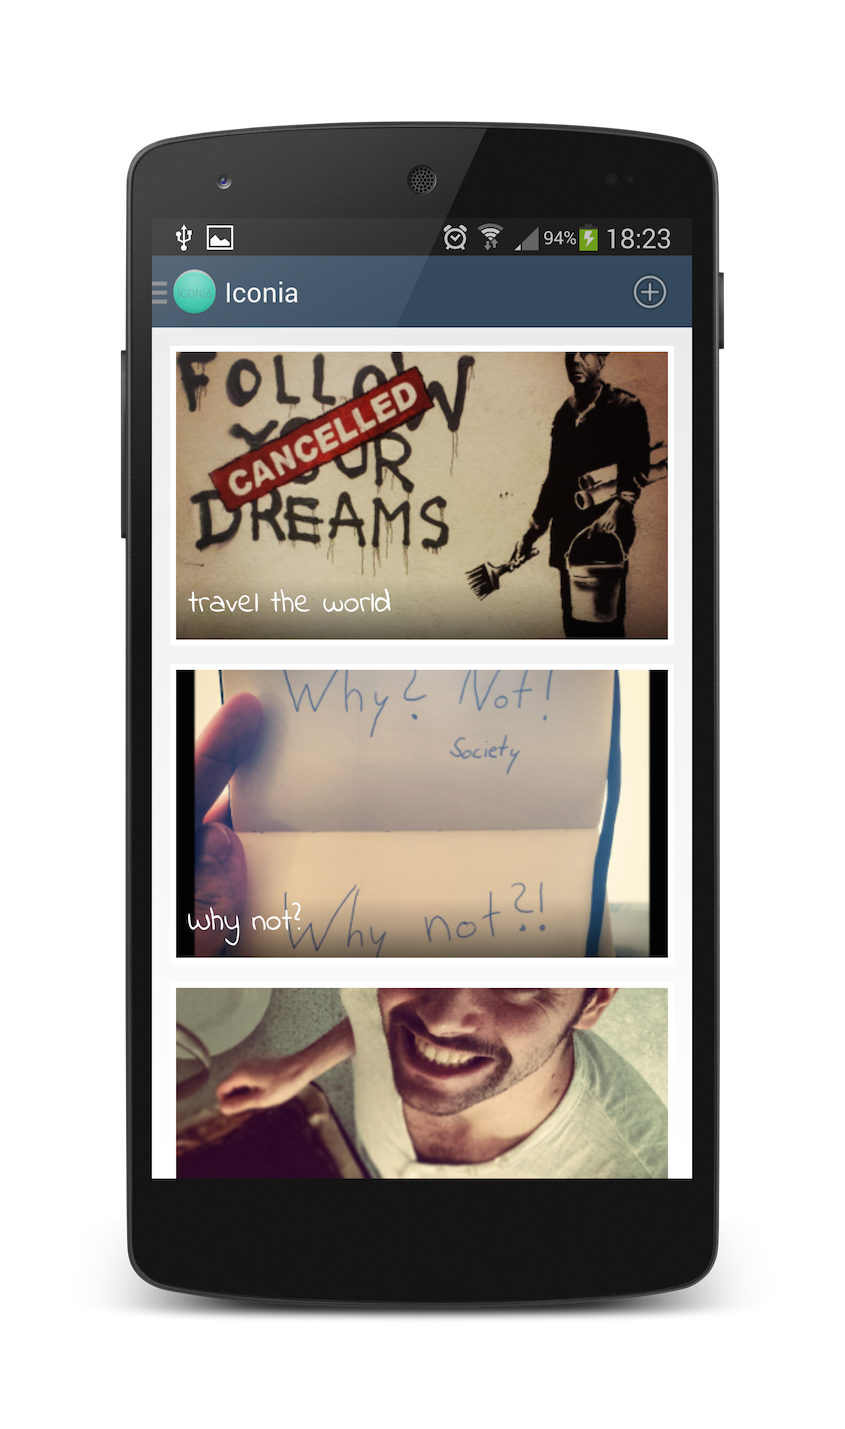 94% 18:23
ICONIA Iconia
FOLLOW
YOUR
CANCELLED
DREAMS
travel the world
Why? Not!
Society
Why not?!
why not?